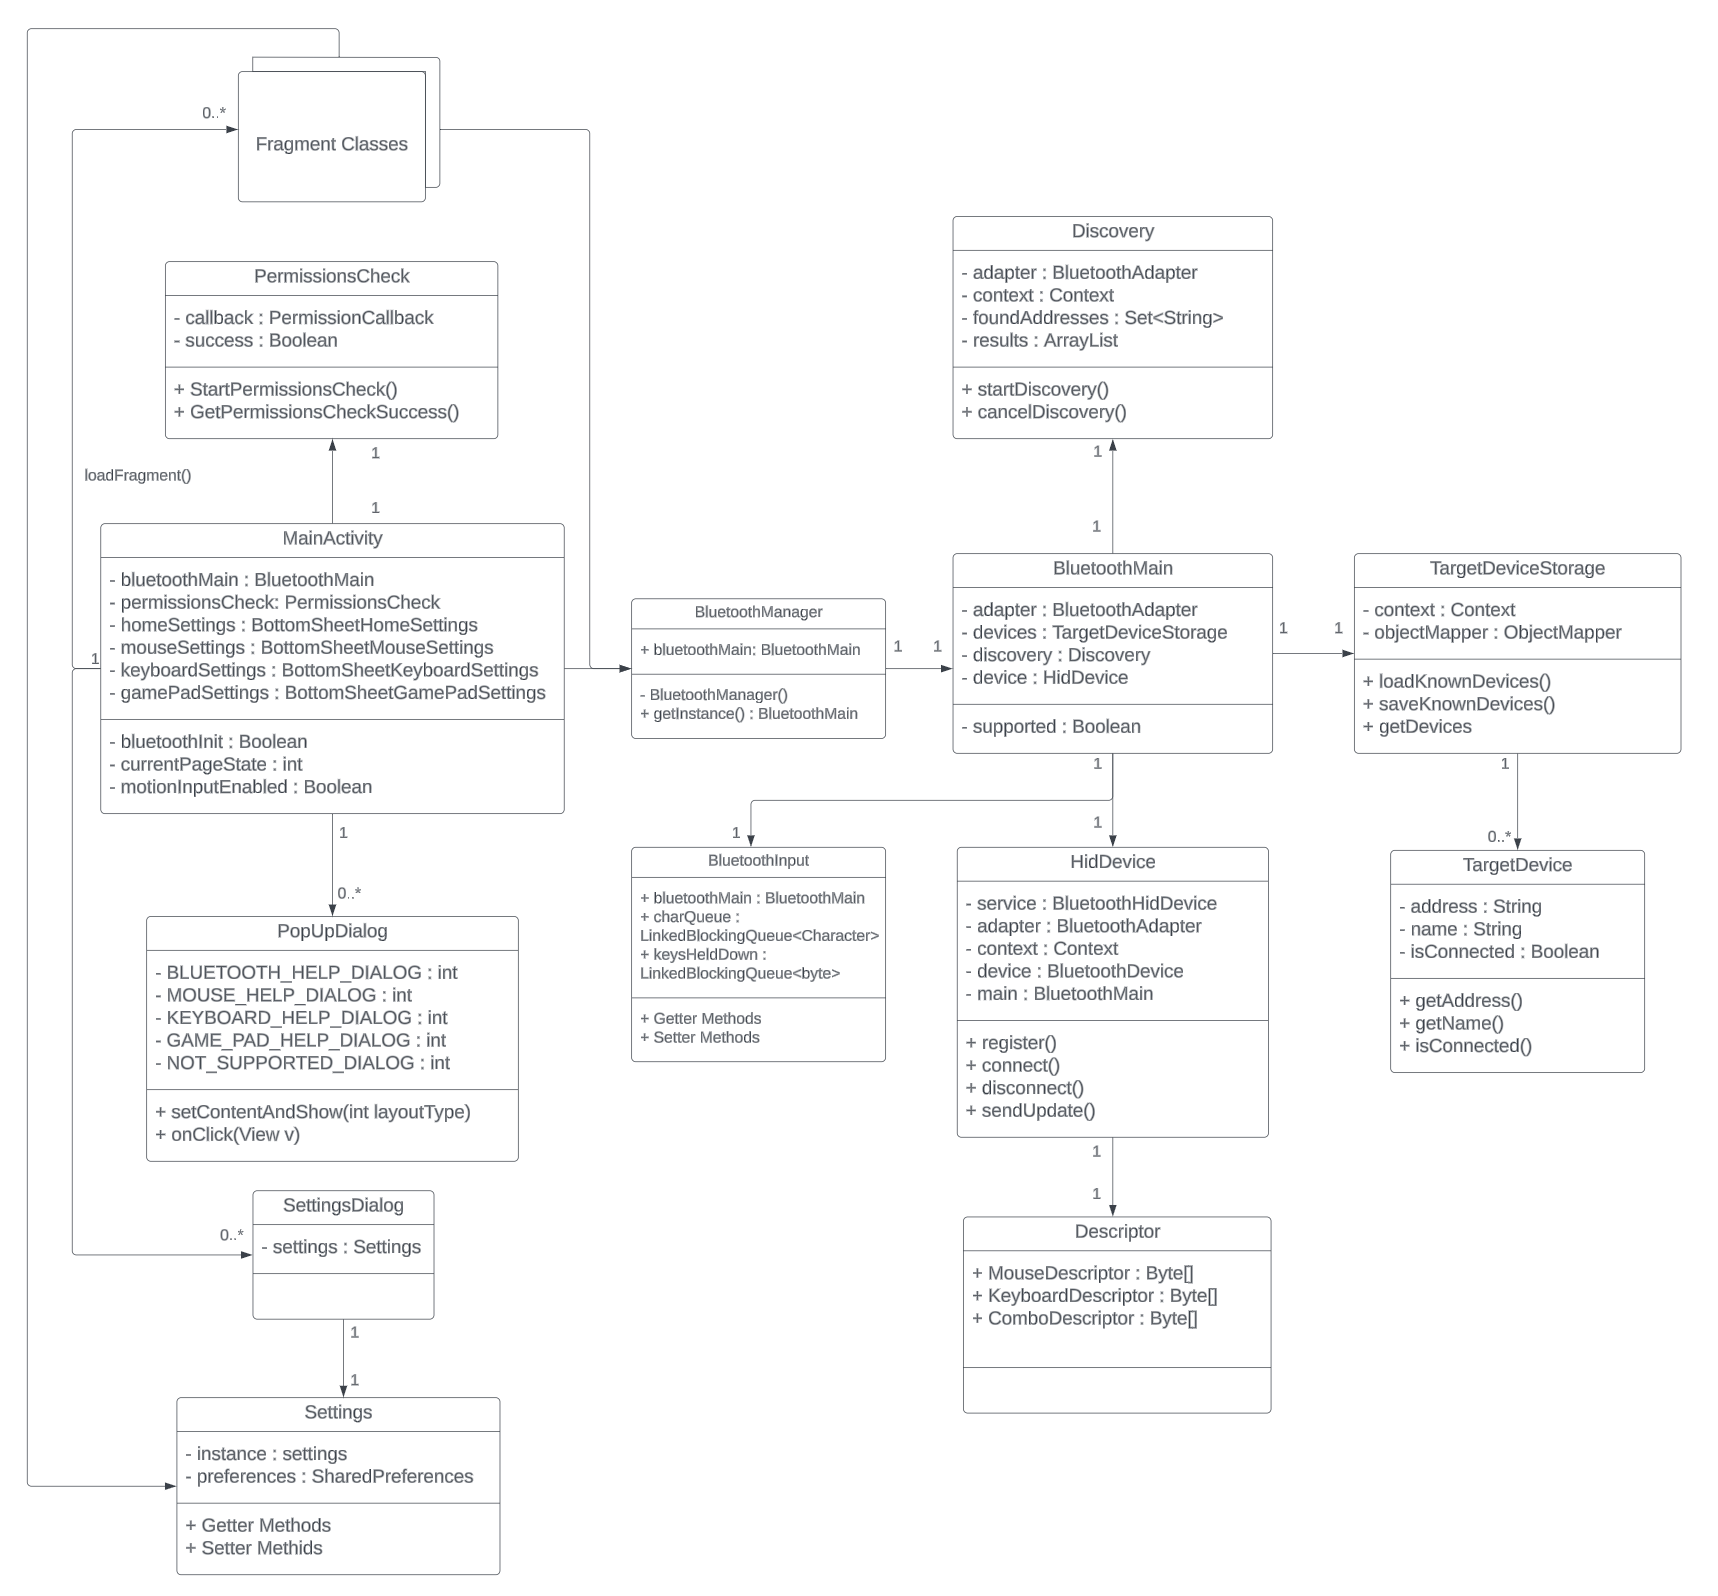 0..*
Fragment Classes
PermissionsCheck
- callback : PermissionCallback
- success : Boolean
+ StartPermissionsCheck()
+ GetPermissionsCheckSuccess()
1
loadFragment()
1
MainActivity
- bluetoothMain : BluetoothMain
- permissionsCheck: PermissionsCheck
- homeSettings : BottomSheetHomeSettings
- mouseSettings : BottomSheetMouseSettings
- keyboardSettings : BottomSheetKeyboardSettings
- gamePadSettings : BottomSheetGamePadSettings
- bluetoothInit : Boolean
- currentPageState : int
- motionInputEnabled : Boolean
1
1
0..*
PopUpDialog
- BLUETOOTH_HELP_DIALOG : int
- MOUSE_HELP_DIALOG : int
- KEYBOARD_HELP_DIALOG : int
- GAME_PAD_HELP_DIALOG : int
- NOT_SUPPORTED_DIALOG : int
+ setContentAndShow(int layoutType)
+ onClick(View v)
0..*
SettingsDialog
- settings : Settings
1
1
Settings
- instance : settings
- preferences : SharedPreferences
+ Getter Methods
+ Setter Methids
BluetoothManager
+ bluetoothMain: BluetoothMain
- BluetoothManager()
+ getInstance() : BluetoothMain
1
1
Discovery
- adapter : BluetoothAdapter
- context : Context
- foundAddresses : Set<String>
- results : ArrayList
+ startDiscovery()
+ cancelDiscovery()
1
1
BluetoothMain
- adapter : BluetoothAdapter
- devices : TargetDeviceStorage
- discovery : Discovery
- device : HidDevice
- supported : Boolean
1
1
1
BluetoothInput
+ bluetoothMain : BluetoothMain
+ charQueue :
LinkedBlockingQueue<Character>
+ keysHeldDown :
LinkedBlockingQueue<byte>
+ Getter Methods
+ Setter Methods
HidDevice
- service : BluetoothHidDevice
- adapter : BluetoothAdapter
- context : Context
- device : BluetoothDevice
- main : BluetoothMain
+ register()
+ connect()
+ disconnect()
+ sendUpdate()
1
1
Descriptor
+ MouseDescriptor : Byte[]
+ KeyboardDescriptor : Byte[]
+ ComboDescriptor : Byte[]
1
1
TargetDeviceStorage
- context : Context
- objectMapper : ObjectMapper
+ loadKnownDevices()
+ saveKnownDevices()
+ getDevices
1
0..*
TargetDevice
- address : String
- name : String
- isConnected : Boolean
+ getAddress()
+ getName()
+ isConnected()